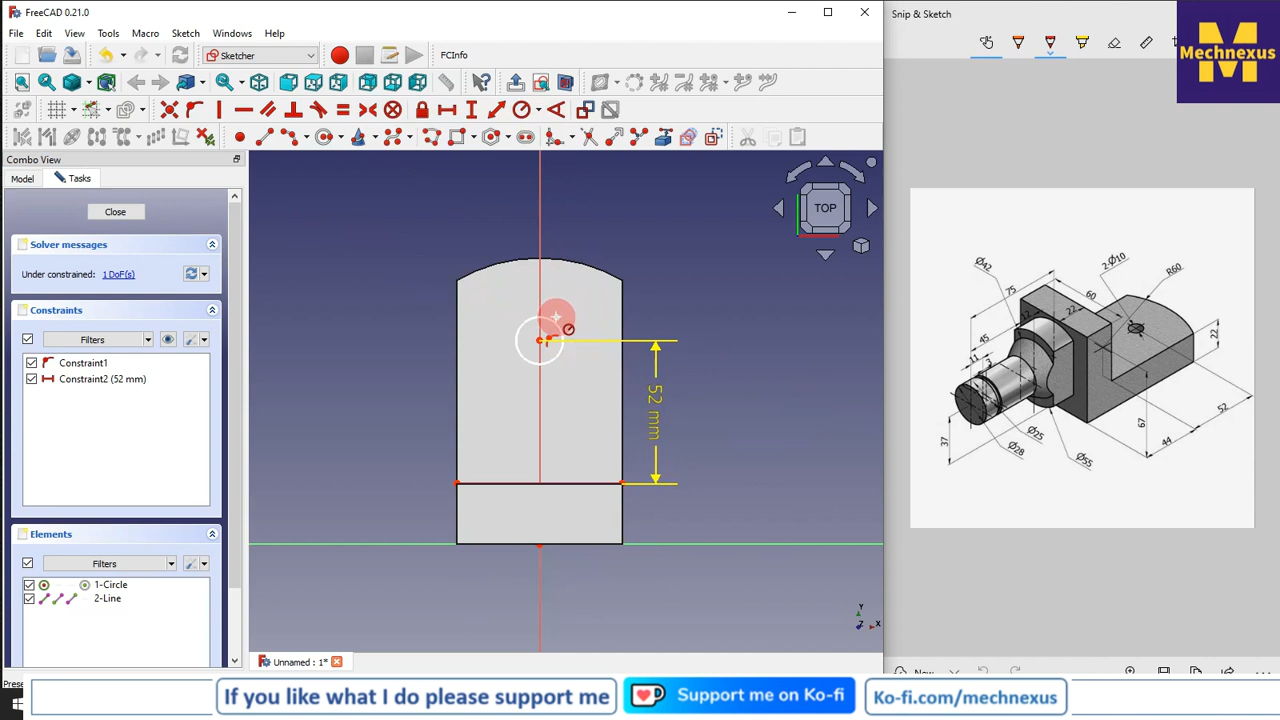 FreeCAD 0.21.0
Snip & Sketch
Mechnexus
File Edit View Tools Macro Sketch Windows Help
Sketcher
FCInfo
Combo View
Model Tasks
Close
Solver messages
Under constrained: 1 DoF(s)
Constraints
Filters
Constraint1
Constraint2 (52 mm)
Elements
Filters
1-Circle
2-Line
52 mm
TOP
Y
Z X
Ø42
75
60
2-Ø10
R60
22
12
45
11
3
22
52
67
44
37
Ø25
Ø28
Ø55
Unnamed : 1*
New
If you like what I do please support me
Support me on Ko-fi
Ko-fi.com/mechnexus